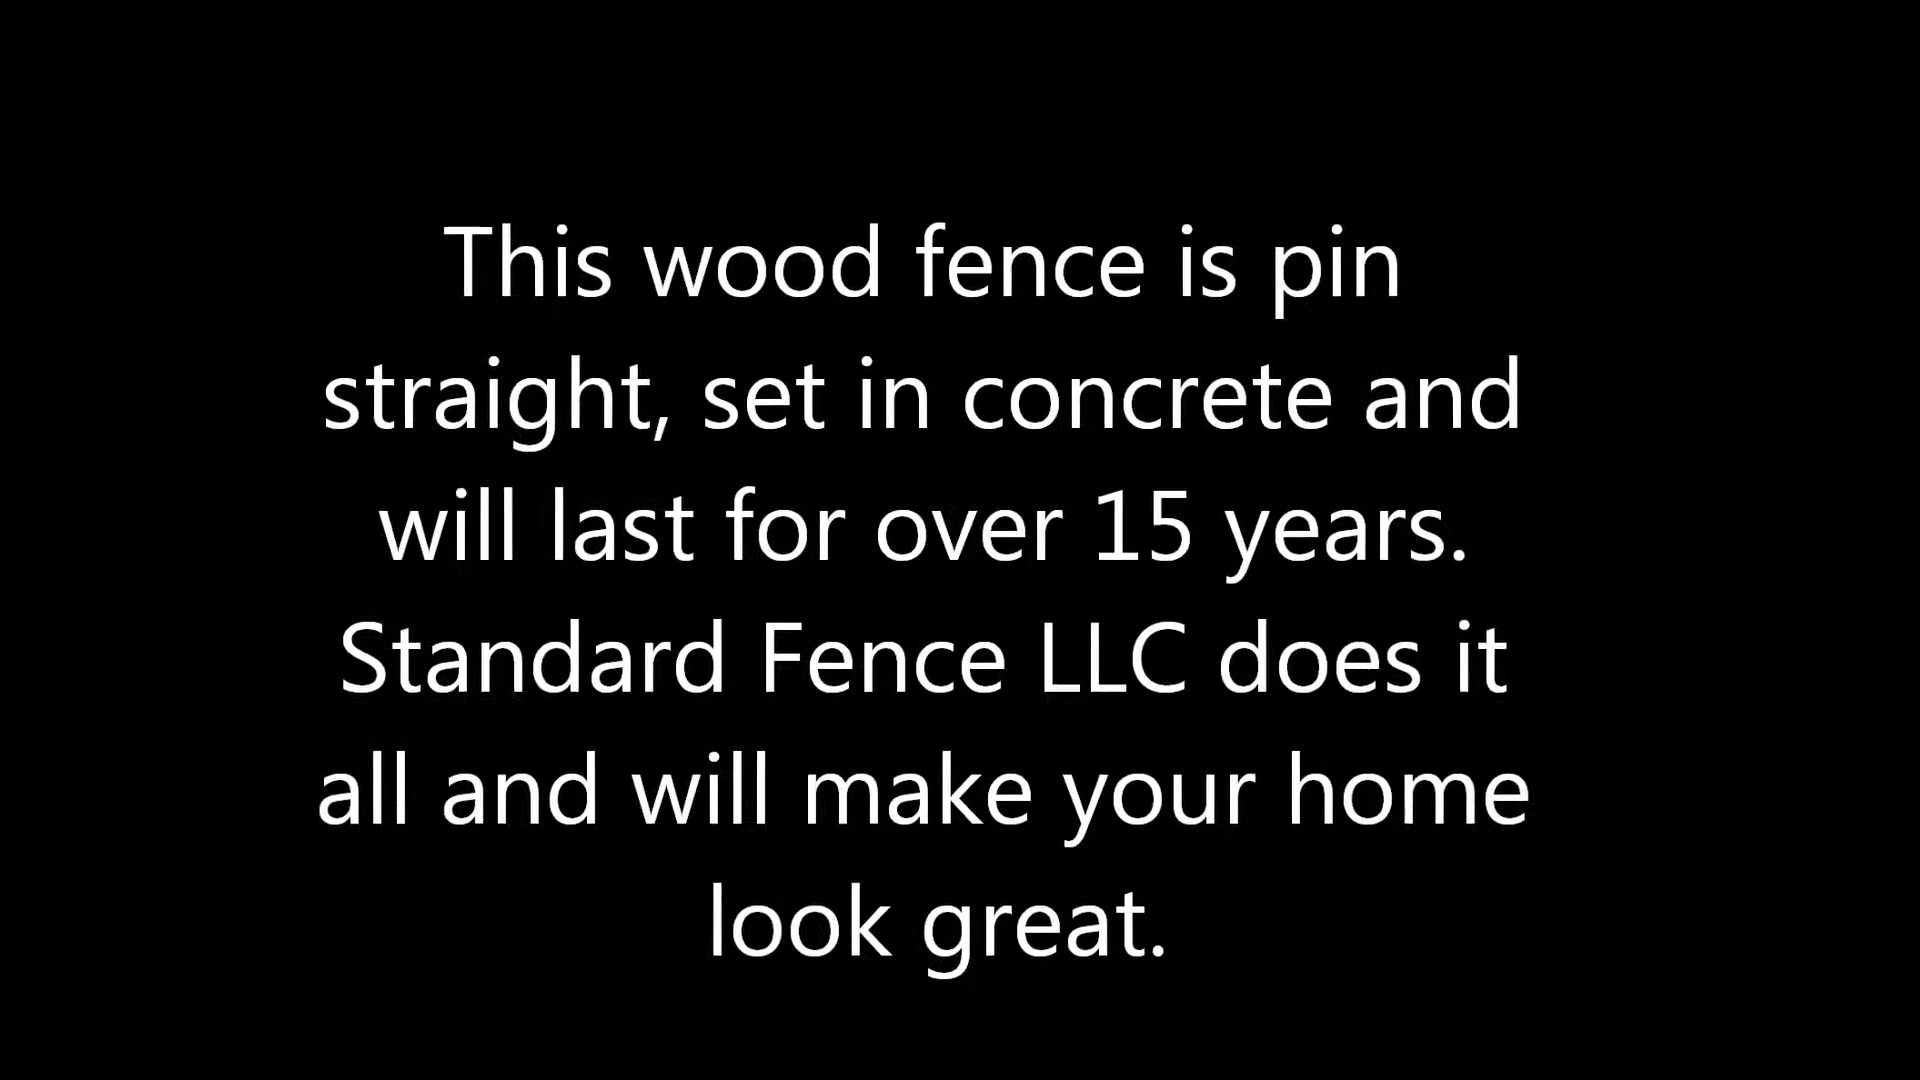 This wood fence is pin
straight, set in concrete and
will last for over 15 years.
Standard Fence LLC does it
all and will make your home
look great.